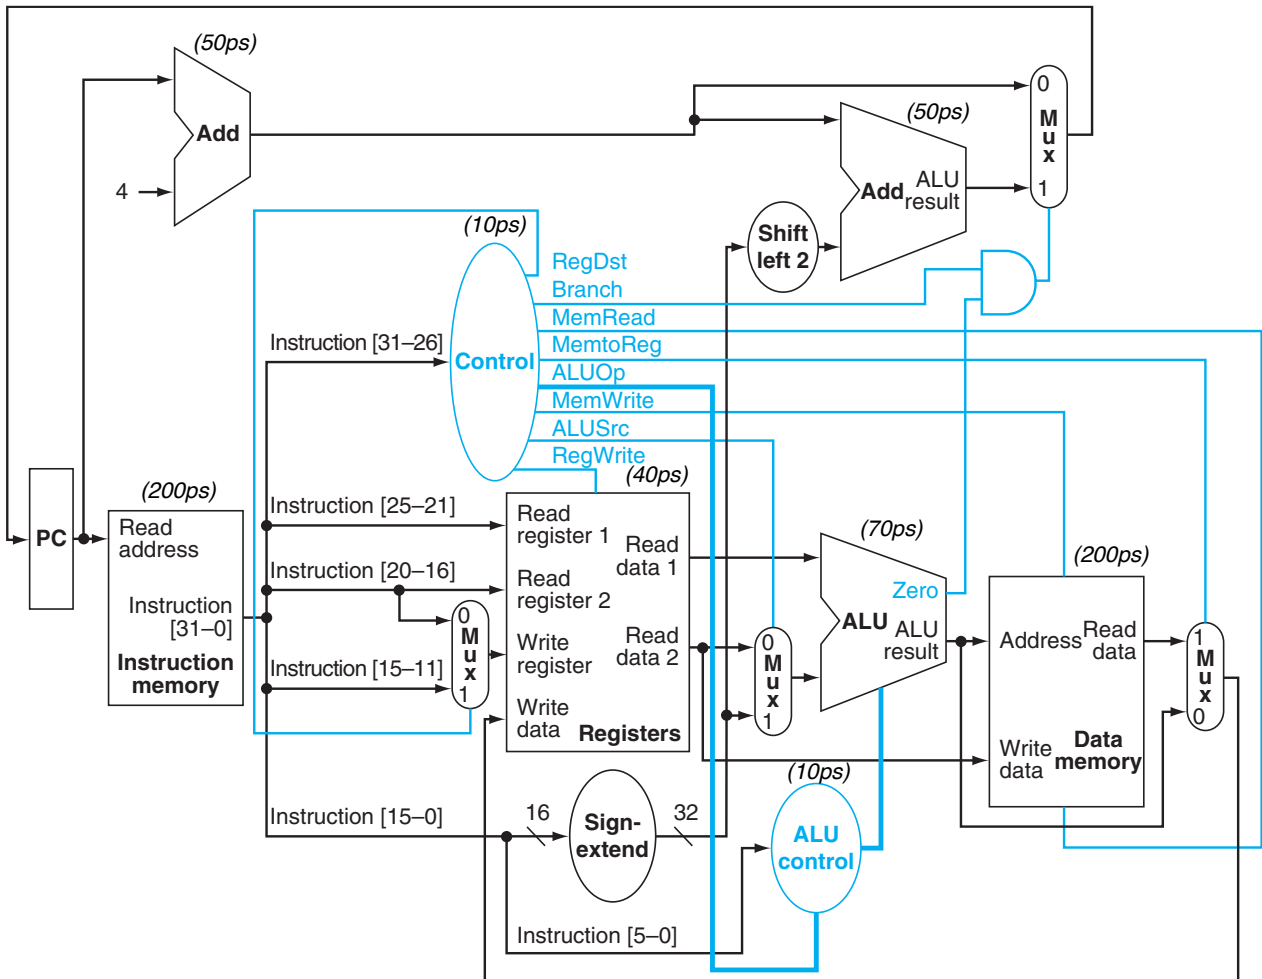 (50ps)
Add
4
(50ps)
Add
ALU
result
0
M
u
x
1
Shift
left 2
(10ps)
Control
RegDst
Branch
MemRead
MemtoReg
ALUOp
MemWrite
ALUSrc
RegWrite
Instruction [31–26]
PC
(200ps)
Read
address
Instruction
[31–0]
Instruction
memory
Instruction [25–21]
Instruction [20–16]
Instruction [15–11]
0
M
u
x
1
(40ps)
Read
register 1
Read
register 2
Write
register
Write
data
Read
data 1
Read
data 2
Registers
0
M
u
x
1
(70ps)
Zero
ALU
ALU
result
(200ps)
Address
Read
data
Write
data
Data
memory
1
M
u
x
0
Instruction [15–0]
16
Sign-
extend
32
(10ps)
ALU
control
Instruction [5–0]